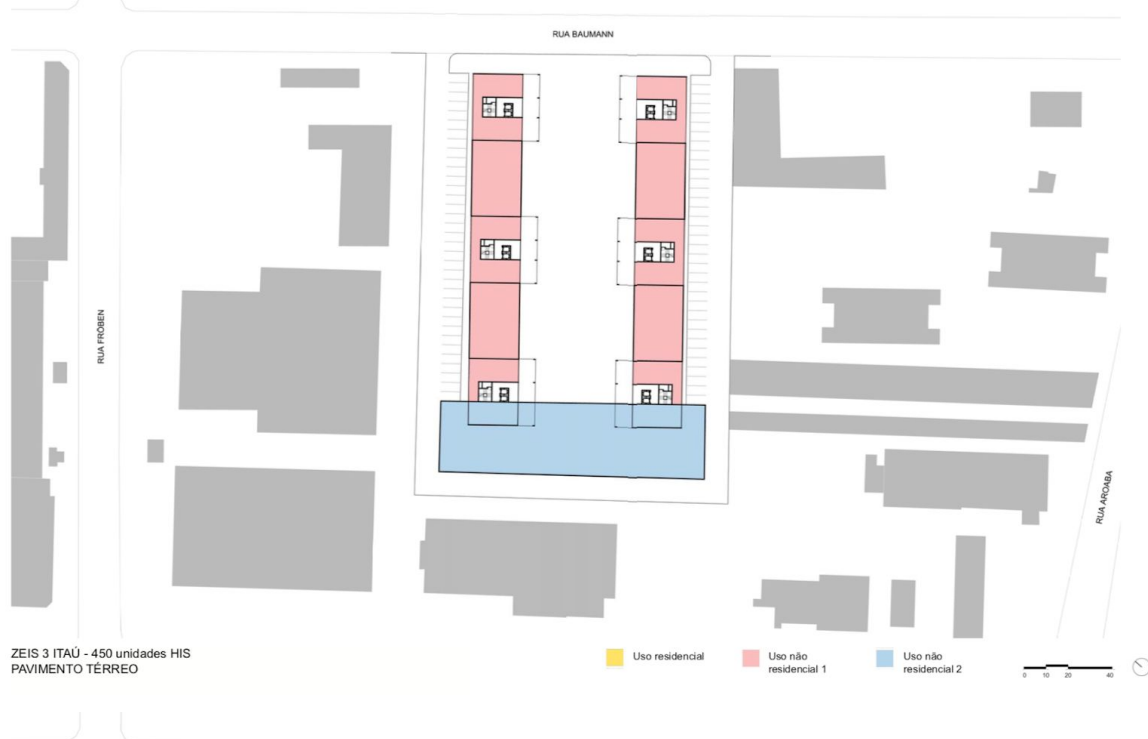 RUA BAUMANN
RUA FRÖBEN
RUA AROABA
ZEIS 3 ITAÚ - 450 unidades HIS
PAVIMENTO TÉRREO
Uso residencial
Uso não
residencial 1
Uso não
residencial 2
0 10 20 40